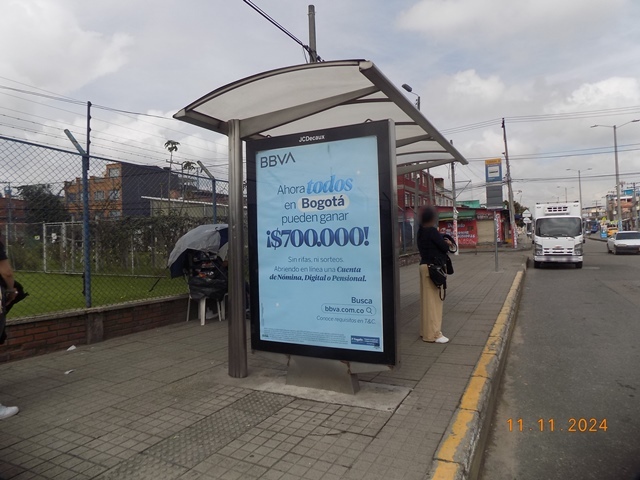 JCDecaux
BBVA
Ahora todos
en Bogotá
pueden ganar
¡$700.000!
Sin rifas, ni sorteos.
Abriendo en línea una Cuenta
de Nómina, Digital o Pensional.
Busca
bbva.com.co
Conoce requisitos en T&C
11.11.2024